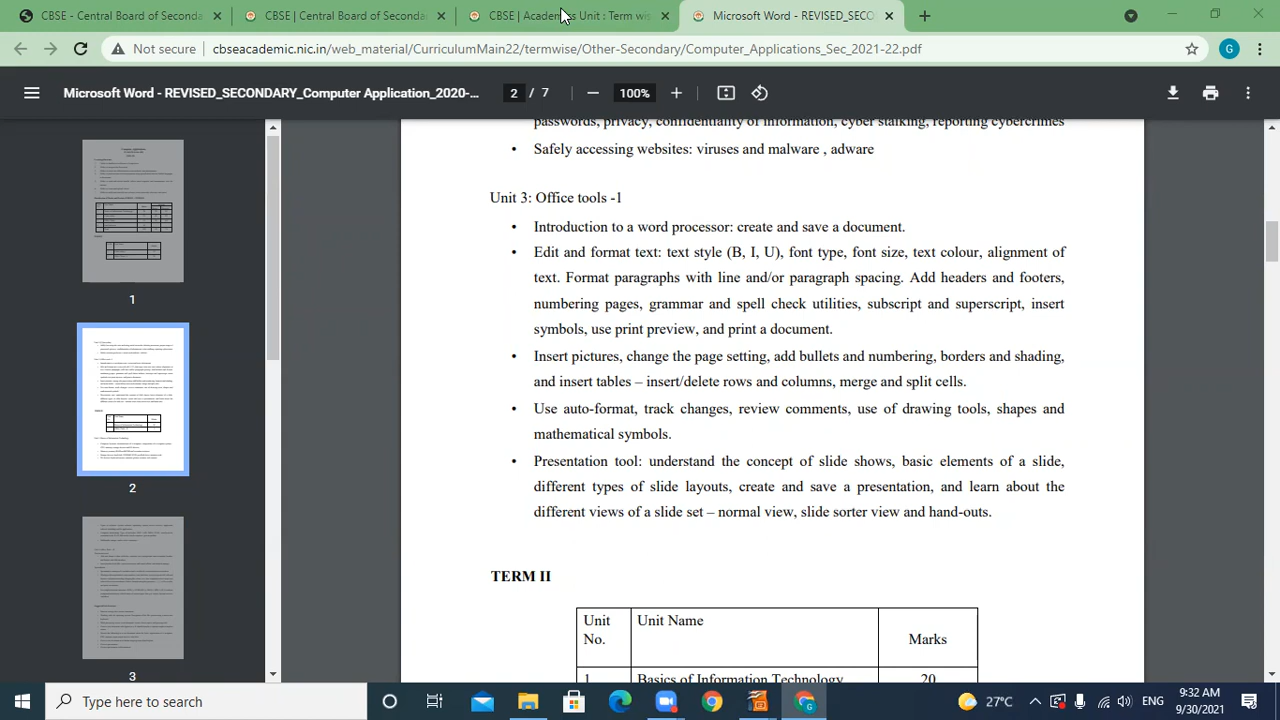 CBSE - Central Board of Seconda
CBSE | Central Board of Seconda
CBSE | Academics Unit : Term wis
Microsoft Word - REVISED_SECO
Not secure
cbseacademic.nic.in/web_material/CurriculumMain22/termwise/Other-Secondary/Computer_Applications_Sec_2021-22.pdf
G
Microsoft Word - REVISED_SECONDARY_Computer Application_2020-...
2 / 7
100%
passwords, privacy, confidentiality of information, cyber stalking, reporting cybercrimes
• Safely accessing websites: viruses and malware , adware
Unit 3: Office tools -1
• Introduction to a word processor: create and save a document.
• Edit and format text: text style (B, I, U), font type, font size, text colour, alignment of
text. Format paragraphs with line and/or paragraph spacing. Add headers and footers,
numbering pages, grammar and spell check utilities, subscript and superscript, insert
symbols, use print preview, and print a document.
• Insert pictures, change the page setting, add bullets and numbering, borders and shading,
and insert tables – insert/delete rows and columns, merge and split cells.
• Use auto-format, track changes, review comments, use of drawing tools, shapes and
mathematical symbols.
• Presentation tool: understand the concept of slide shows, basic elements of a slide,
different types of slide layouts, create and save a presentation, and learn about the
different views of a slide set – normal view, slide sorter view and hand-outs.
TERM II
Unit No.
Unit Name
Marks
1
Basics of Information Technology
20
1
2
3
Type here to search
27°C
ENG
9:32 AM
9/30/2021